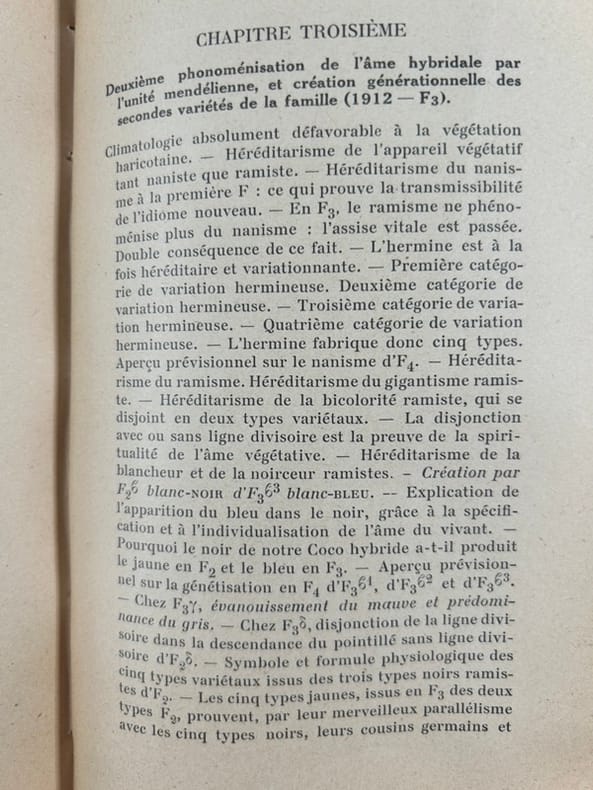 CHAPITRE TROISIÈME
Deuxième phonoménisation de l'âme hybridale par
l'unité mendélienne, et création générationnelle des
secondes variétés de la famille (1912 — F3).
Climatologie absolument défavorable à la végétation
haricotaine. — Héréditarisme de l'appareil végétatif
tant naniste que ramiste. — Héréditarisme du nanis-
me à la première F : ce qui prouve la transmissibilité
de l'idiome nouveau. — En F3, le ramisme ne phéno-
ménise plus du nanisme : l'assise vitale est passée.
Double conséquence de ce fait. — L'hermine est à la
fois héréditaire et variationnante. — Première catégo-
rie de variation hermineuse. Deuxième catégorie de
variation hermineuse. — Troisième catégorie de varia-
tion hermineuse. — Quatrième catégorie de variation
hermineuse. — L'hermine fabrique donc cinq types.
Aperçu prévisionnel sur le nanisme d'F4. — Hérédita-
risme du ramisme. Héréditarisme du gigantisme ramis-
te. — Héréditarisme de la bicolorité ramiste, qui se
disjoint en deux types variétaux. — La disjonction
avec ou sans ligne divisoire est la preuve de la spiri-
tualité de l'âme végétative. — Héréditarisme de la
blancheur et de la noirceur ramistes. – Création par
F2ϐ blanc-NOIR d'F3ϐ3 blanc-BLEU. -- Explication de
l'apparition du bleu dans le noir, grâce à la spécifi-
cation et à l'individualisation de l'âme du vivant. —
Pourquoi le noir de notre Coco hybride a-t-il produit
le jaune en F2 et le bleu en F3. — Aperçu prévision-
nel sur la génétisation en F4 d'F3ϐ1, d'F3ϐ2 et d'F3ϐ3.
— Chez F3γ, évanouissement du mauve et prédomi-
nance du gris. — Chez F3δ, disjonction de la ligne divi-
soire dans la descendance du pointillé sans ligne divi-
soire d'F2δ. — Symbole et formule physiologique des
cinq types variétaux issus des trois types noirs ramis-
tes d'F2. — Les cinq types jaunes, issus en F3 des deux
types F2, prouvent, par leur merveilleux parallélisme
avec les cinq types noirs, leurs cousins germains et